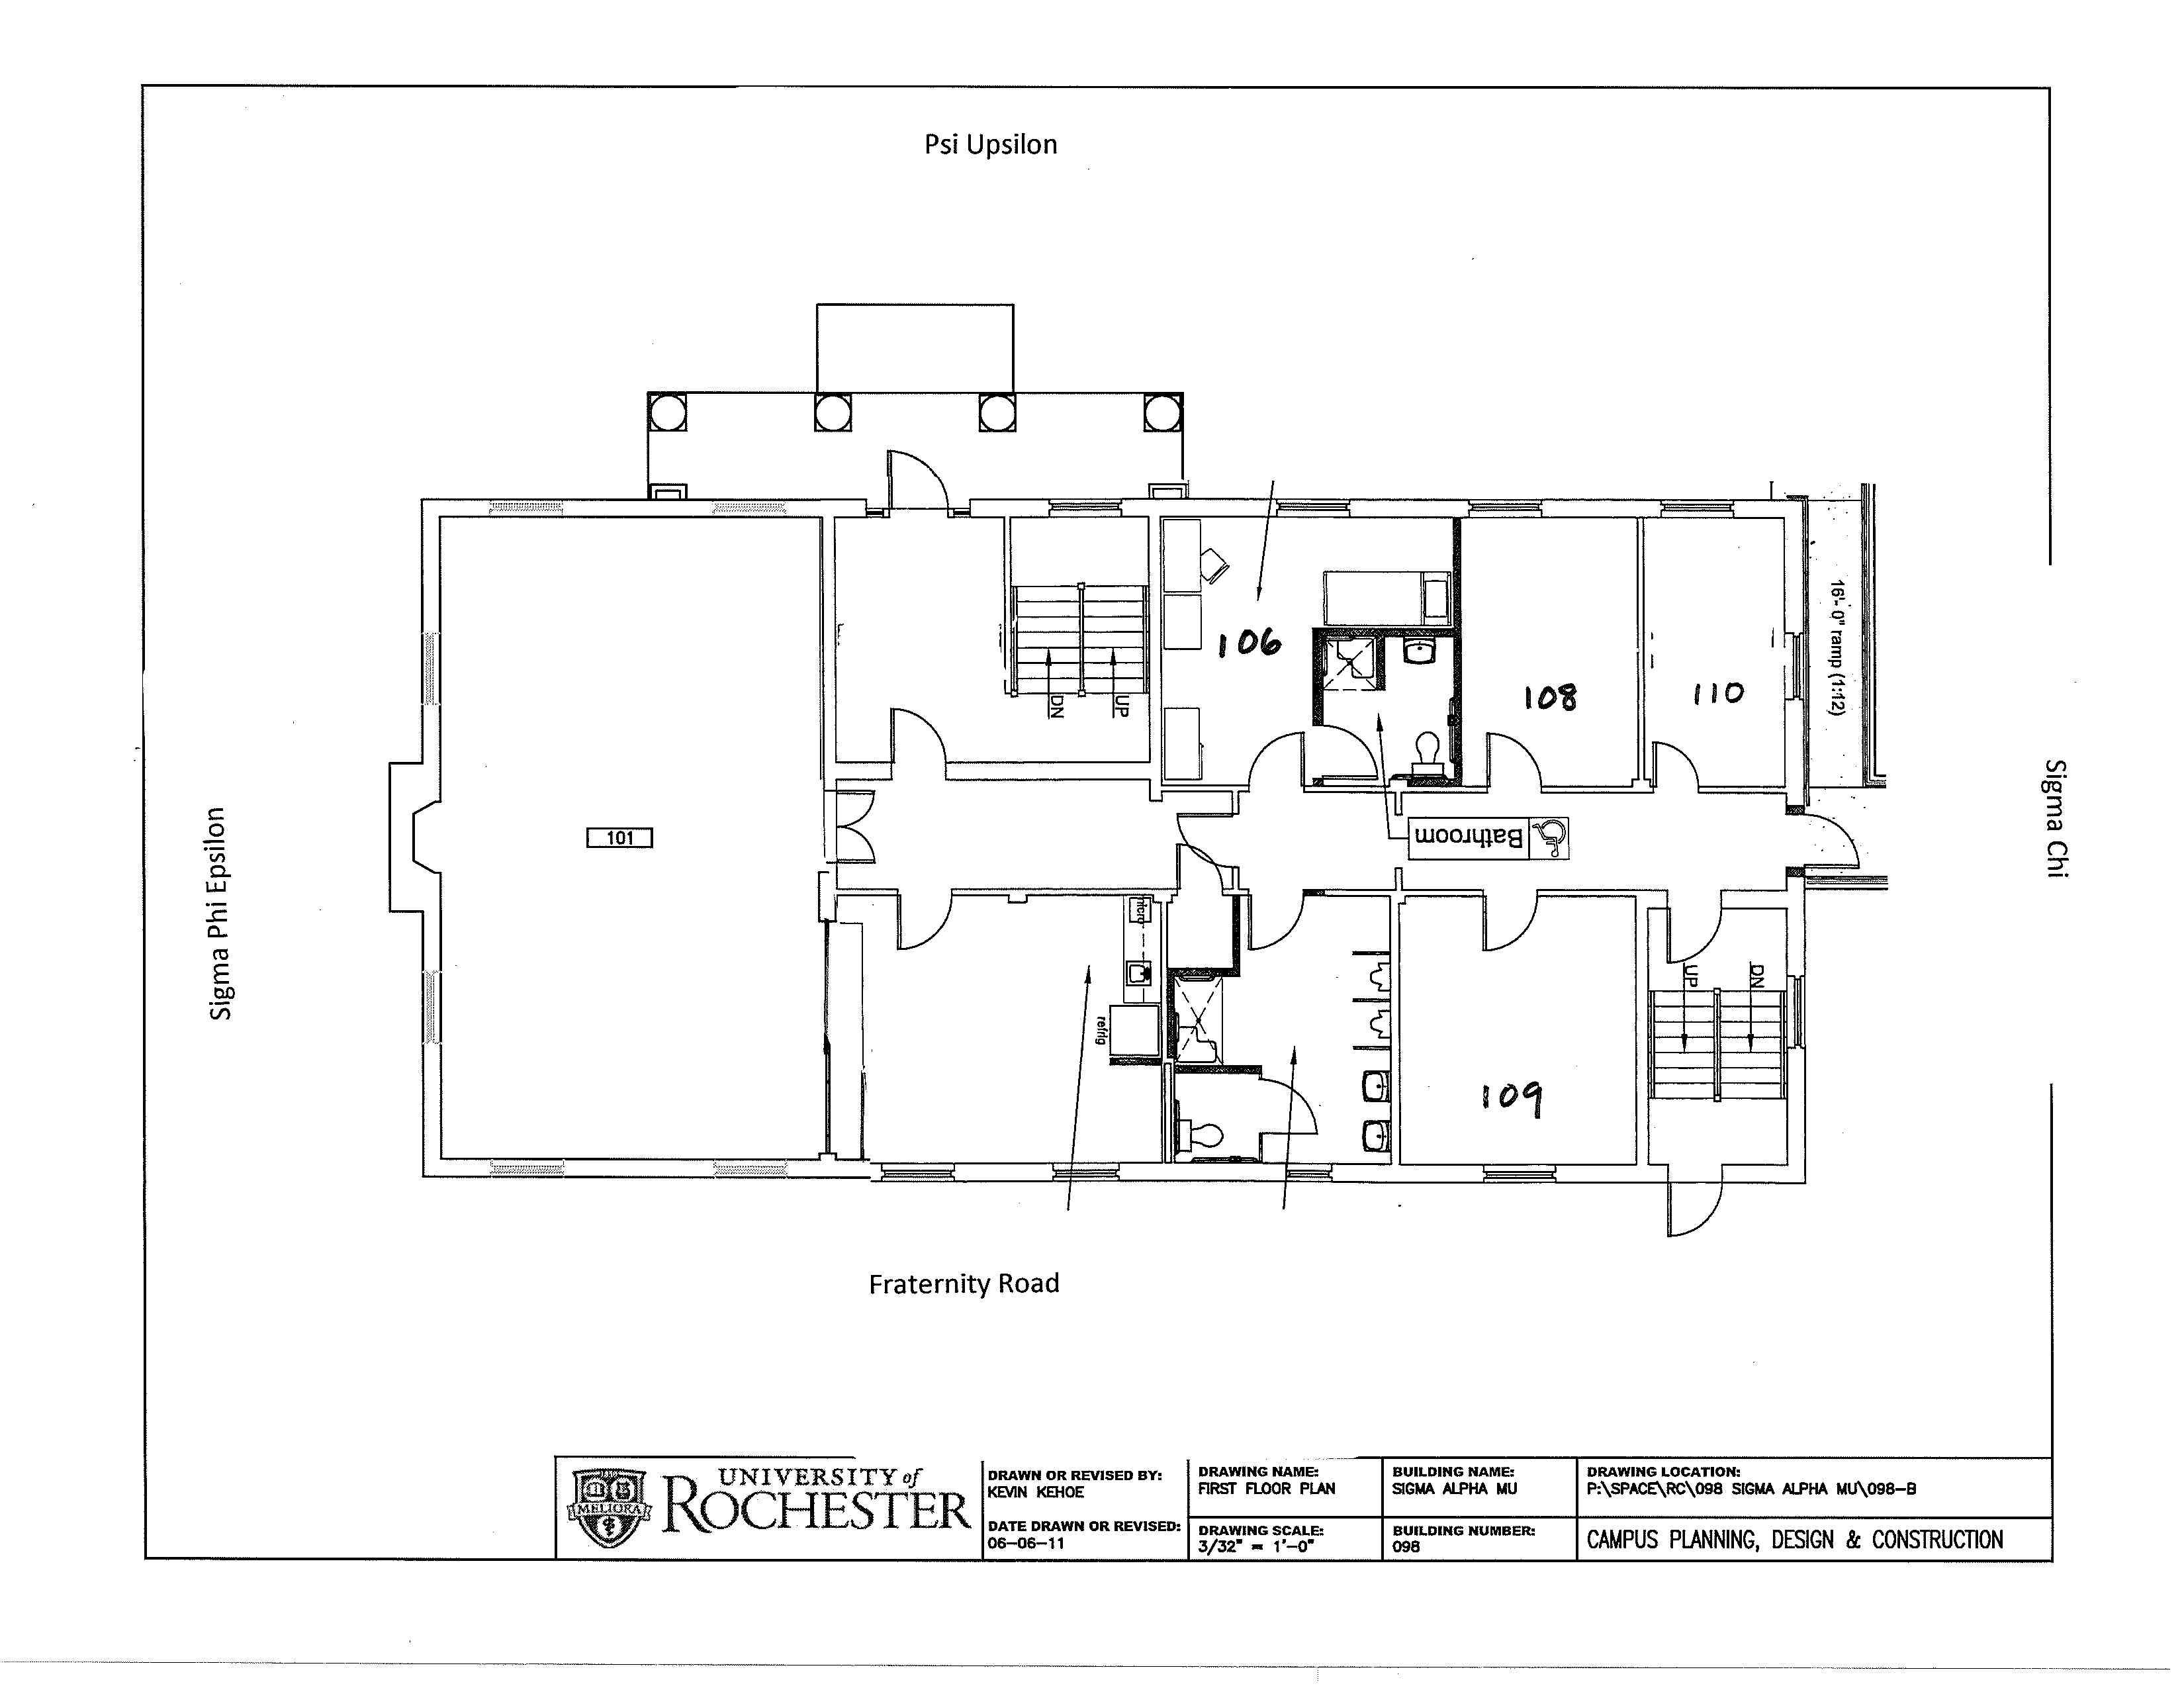 Psi Upsilon
16'- 0" ramp (1:12)
106
108
110
DN
UP
Sigma Chi
Sigma Phi Epsilon
101
Bathroom
micro
refrig
UP
DN
109
Fraternity Road
UNIVERSITY of
ROCHESTER
MELIORA
DRAWN OR REVISED BY:
KEVIN KEHOE
DATE DRAWN OR REVISED:
06-06-11
DRAWING NAME:
FIRST FLOOR PLAN
DRAWING SCALE:
3/32" = 1'-0"
BUILDING NAME:
SIGMA ALPHA MU
BUILDING NUMBER:
098
DRAWING LOCATION:
P:\SPACE\RC\098 SIGMA ALPHA MU\098-B
CAMPUS PLANNING, DESIGN & CONSTRUCTION